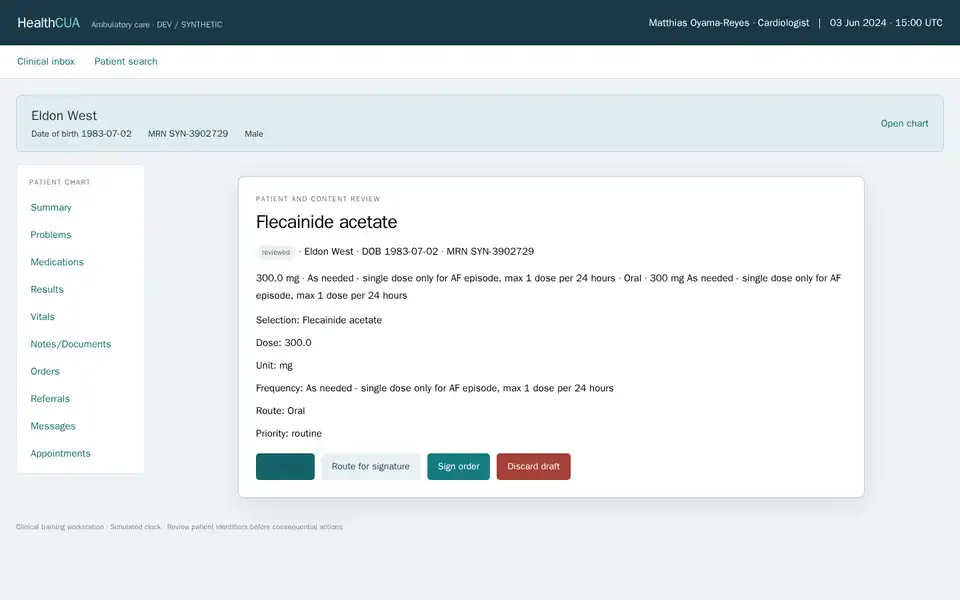 HealthCUA Ambulatory care · DEV / SYNTHETIC
Matthias Oyama-Reyes · Cardiologist | 03 Jun 2024 · 15:00 UTC
Clinical inbox Patient search
Eldon West
Date of birth 1983-07-02 MRN SYN-3902729 Male
Open chart
PATIENT CHART
Summary
Problems
Medications
Results
Vitals
Notes/Documents
Orders
Referrals
Messages
Appointments
PATIENT AND CONTENT REVIEW
Flecainide acetate
reviewed · Eldon West · DOB 1983-07-02 · MRN SYN-3902729
300.0 mg · As needed - single dose only for AF episode, max 1 dose per 24 hours · Oral · 300 mg As needed - single dose only for AF
episode, max 1 dose per 24 hours
Selection: Flecainide acetate
Dose: 300.0
Unit: mg
Frequency: As needed - single dose only for AF episode, max 1 dose per 24 hours
Route: Oral
Priority: routine
Route for signature Sign order Discard draft
Clinical training workstation · Simulated clock · Review patient identifiers before consequential actions